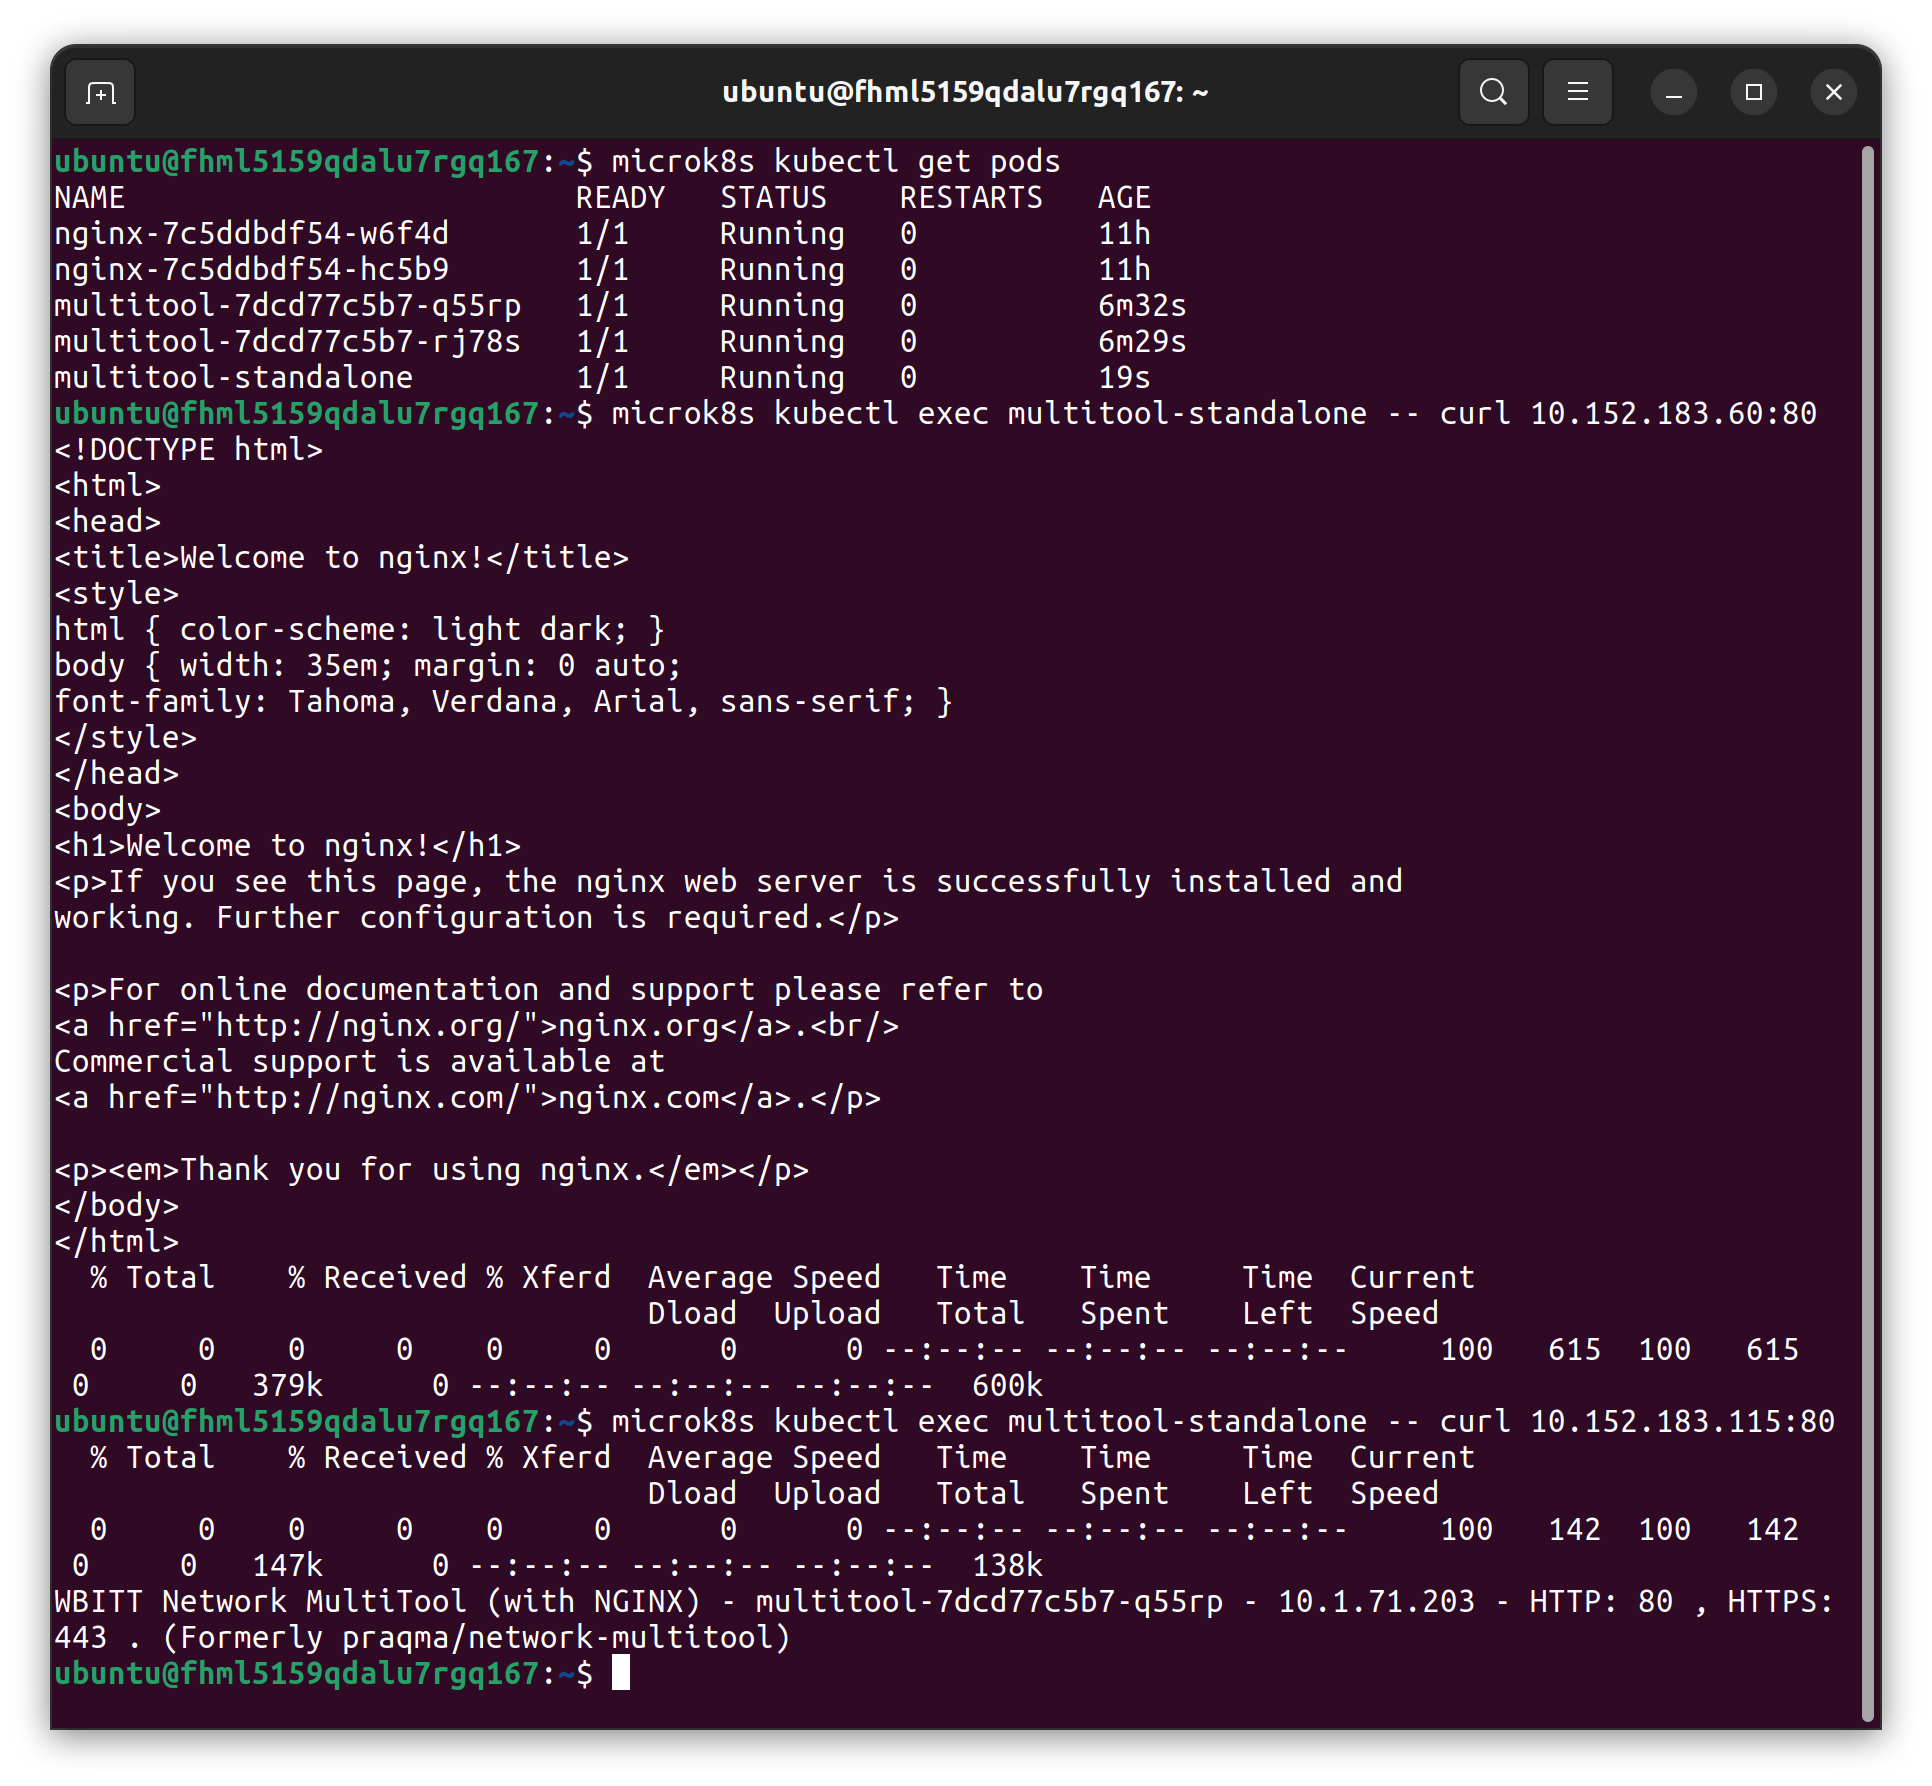 ubuntu@fhml5159qdalu7rgq167: ~
ubuntu@fhml5159qdalu7rgq167:~$ microk8s kubectl get pods
NAME                         READY   STATUS    RESTARTS   AGE
nginx-7c5ddbdf54-w6f4d       1/1     Running   0          11h
nginx-7c5ddbdf54-hc5b9       1/1     Running   0          11h
multitool-7dcd77c5b7-q55rp   1/1     Running   0          6m32s
multitool-7dcd77c5b7-rj78s   1/1     Running   0          6m29s
multitool-standalone         1/1     Running   0          19s
ubuntu@fhml5159qdalu7rgq167:~$ microk8s kubectl exec multitool-standalone -- curl 10.152.183.60:80
<!DOCTYPE html>
<html>
<head>
<title>Welcome to nginx!</title>
<style>
html { color-scheme: light dark; }
body { width: 35em; margin: 0 auto;
font-family: Tahoma, Verdana, Arial, sans-serif; }
</style>
</head>
<body>
<h1>Welcome to nginx!</h1>
<p>If you see this page, the nginx web server is successfully installed and
working. Further configuration is required.</p>

<p>For online documentation and support please refer to
<a href="http://nginx.org/">nginx.org</a>.<br/>
Commercial support is available at
<a href="http://nginx.com/">nginx.com</a>.</p>

<p><em>Thank you for using nginx.</em></p>
</body>
</html>
  % Total    % Received % Xferd  Average Speed   Time    Time     Time  Current
                                 Dload  Upload   Total   Spent    Left  Speed
  0     0    0     0    0     0      0      0 --:--:-- --:--:-- --:--:--     100   615  100   615
 0     0   379k      0 --:--:-- --:--:-- --:--:--  600k
ubuntu@fhml5159qdalu7rgq167:~$ microk8s kubectl exec multitool-standalone -- curl 10.152.183.115:80
  % Total    % Received % Xferd  Average Speed   Time    Time     Time  Current
                                 Dload  Upload   Total   Spent    Left  Speed
  0     0    0     0    0     0      0      0 --:--:-- --:--:-- --:--:--     100   142  100   142
 0     0   147k      0 --:--:-- --:--:-- --:--:--  138k
WBITT Network MultiTool (with NGINX) - multitool-7dcd77c5b7-q55rp - 10.1.71.203 - HTTP: 80 , HTTPS:
443 . (Formerly praqma/network-multitool)
ubuntu@fhml5159qdalu7rgq167:~$